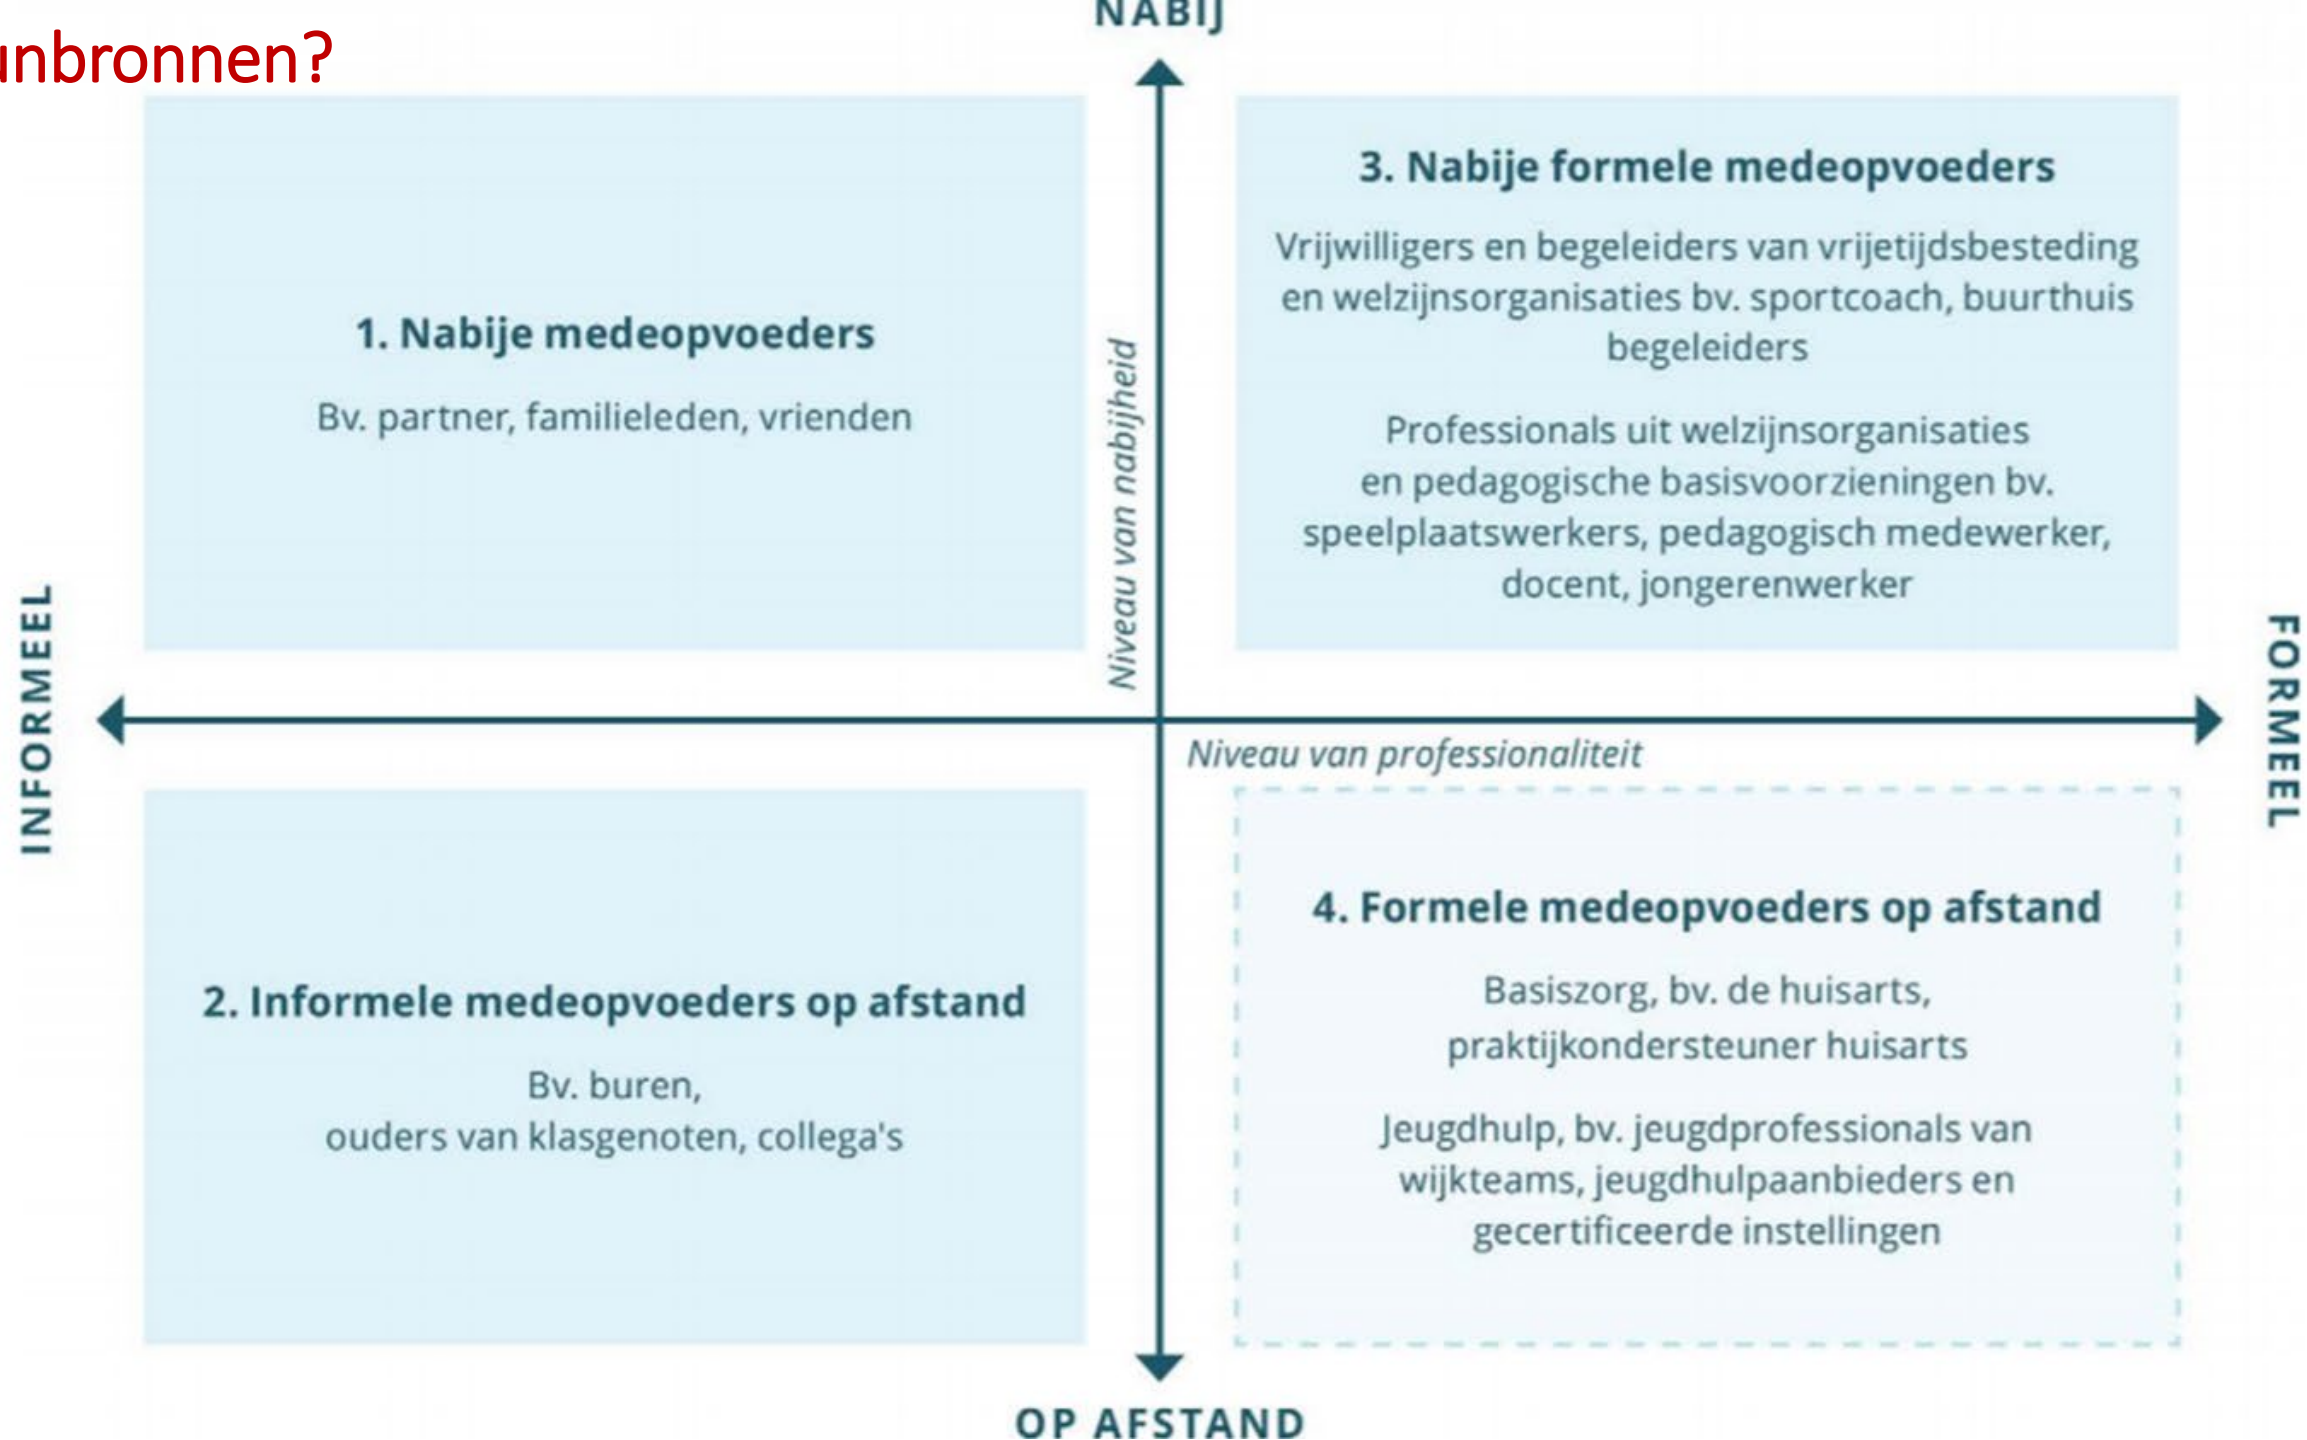 unbronnen?
NABIJ
1. Nabije medeopvoeders
Bv. partner, familieleden, vrienden
Niveau van nabijheid
3. Nabije formele medeopvoeders
Vrijwilligers en begeleiders van vrijetijdsbesteding
en welzijnsorganisaties bv. sportcoach, buurthuis
begeleiders
Professionals uit welzijnsorganisaties
en pedagogische basisvoorzieningen bv.
speelplaatswerkers, pedagogisch medewerker,
docent, jongerenwerker
INFORMEEL
FORMEEL
Niveau van professionaliteit
2. Informele medeopvoeders op afstand
Bv. buren,
ouders van klasgenoten, collega's
4. Formele medeopvoeders op afstand
Basiszorg, bv. de huisarts,
praktijkondersteuner huisarts
Jeugdhulp, bv. jeugdprofessionals van
wijkteams, jeugdhulpaanbieders en
gecertificeerde instellingen
OP AFSTAND